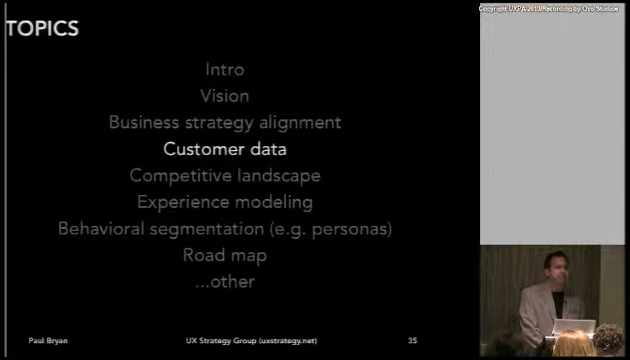 Copyright UXPA 2013/Recording by Ovo Studios
TOPICS
Intro
Vision
Business strategy alignment
Customer data
Competitive landscape
Experience modeling
Behavioral segmentation (e.g. personas)
Road map
...other
Paul Bryan
UX Strategy Group (uxstrategy.net)
35